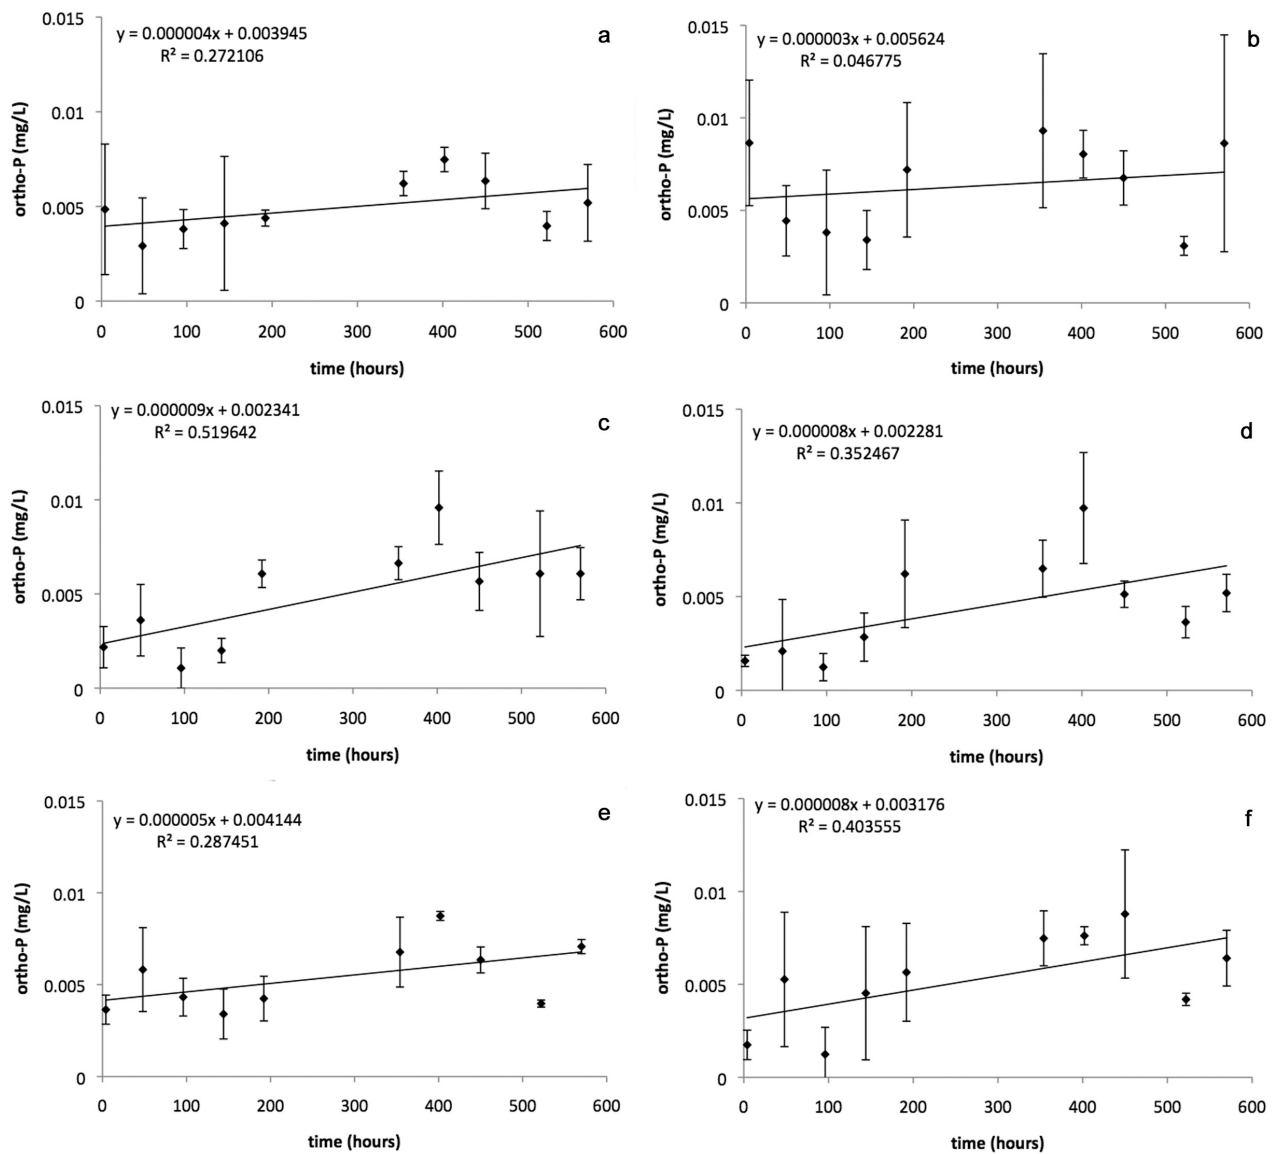 0.015
y = 0.000004x + 0.003945
R² = 0.272106
a
0.01
0.005
0
ortho-P (mg/L)
0 100 200 300 400 500 600
time (hours)
0.015
y = 0.000003x + 0.005624
R² = 0.046775
b
0.01
0.005
0
ortho-P (mg/L)
0 100 200 300 400 500 600
time (hours)
0.015
y = 0.000009x + 0.002341
R² = 0.519642
c
0.01
0.005
0
ortho-P (mg/L)
0 100 200 300 400 500 600
time (hours)
0.015
y = 0.000008x + 0.002281
R² = 0.352467
d
0.01
0.005
0
ortho-P (mg/L)
0 100 200 300 400 500 600
time (hours)
0.015
y = 0.000005x + 0.004144
R² = 0.287451
e
0.01
0.005
0
ortho-P (mg/L)
0 100 200 300 400 500 600
time (hours)
0.015
y = 0.000008x + 0.003176
R² = 0.403555
f
0.01
0.005
0
ortho-P (mg/L)
0 100 200 300 400 500 600
time (hours)